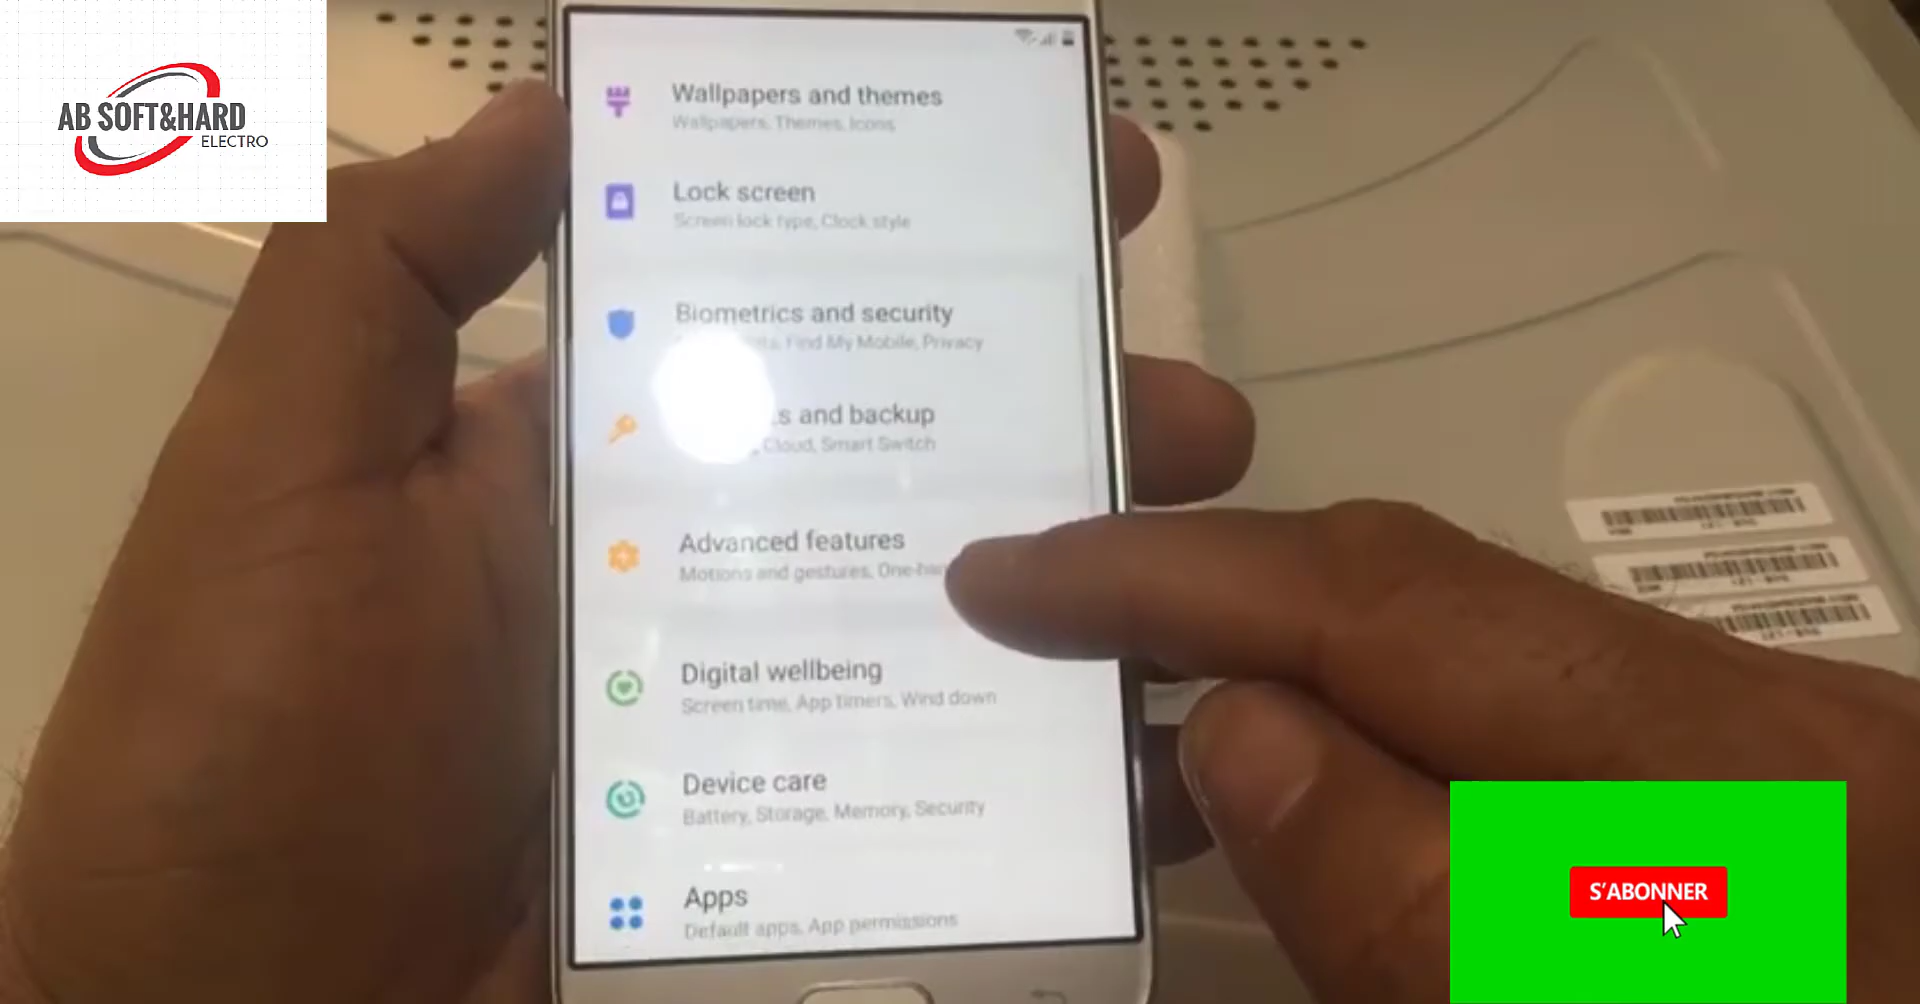 AB SOFT&HARD
ELECTRO
Wallpapers and themes
Wallpapers, Themes, Icons
Lock screen
Screen lock type, Clock style
Biometrics and security
Find My Mobile, Privacy
and backup
Cloud, Smart Switch
Advanced features
Motions and gestures,
Digital wellbeing
Screen time, App timers, Wind down
Device care
Battery, Storage, Memory, Security
Apps
Default apps, App permissions
S'ABONNER